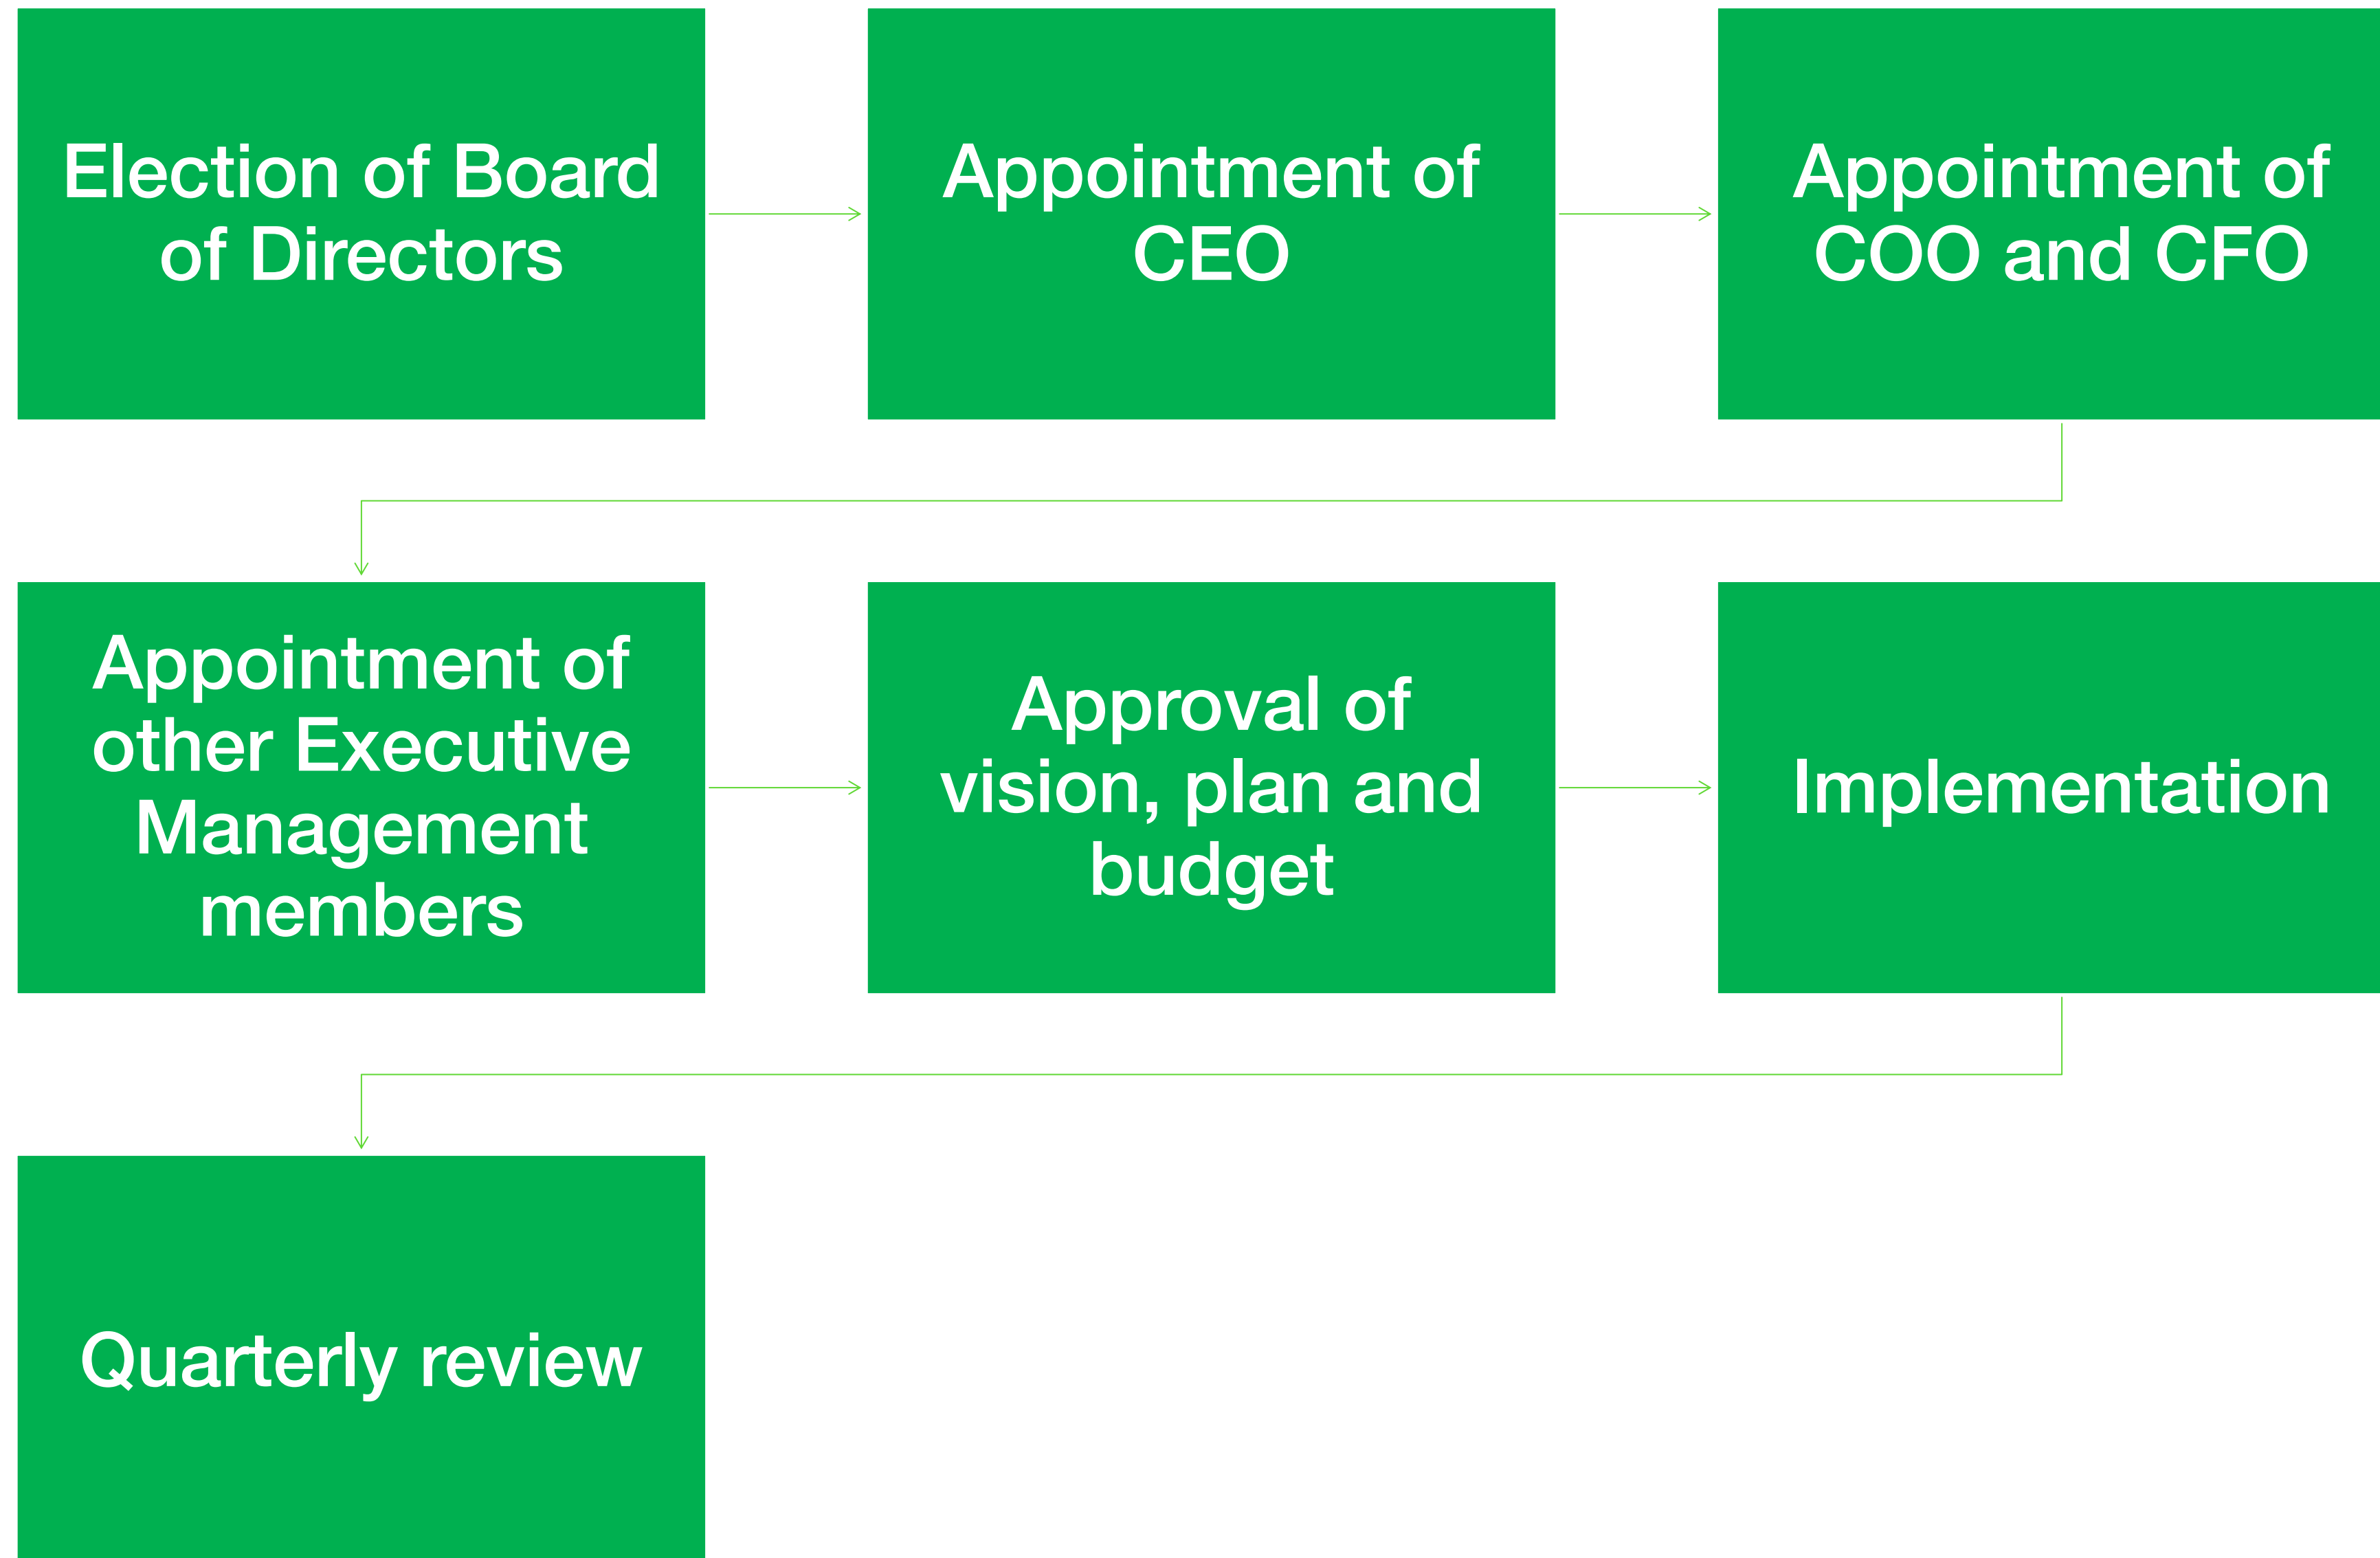 Election of Board
of Directors
Appointment of
CEO
Appointment of
COO and CFO
Appointment of
other Executive
Management
members
Approval of
vision, plan and
budget
Implementation
Quarterly review